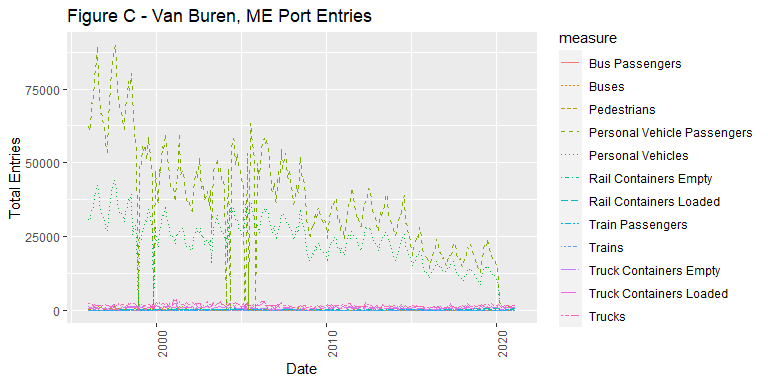 Figure C - Van Buren, ME Port Entries
Total Entries
75000
50000
25000
0
2000
2010
2020
Date
measure
Bus Passengers
Buses
Pedestrians
Personal Vehicle Passengers
Personal Vehicles
Rail Containers Empty
Rail Containers Loaded
Train Passengers
Trains
Truck Containers Empty
Truck Containers Loaded
Trucks